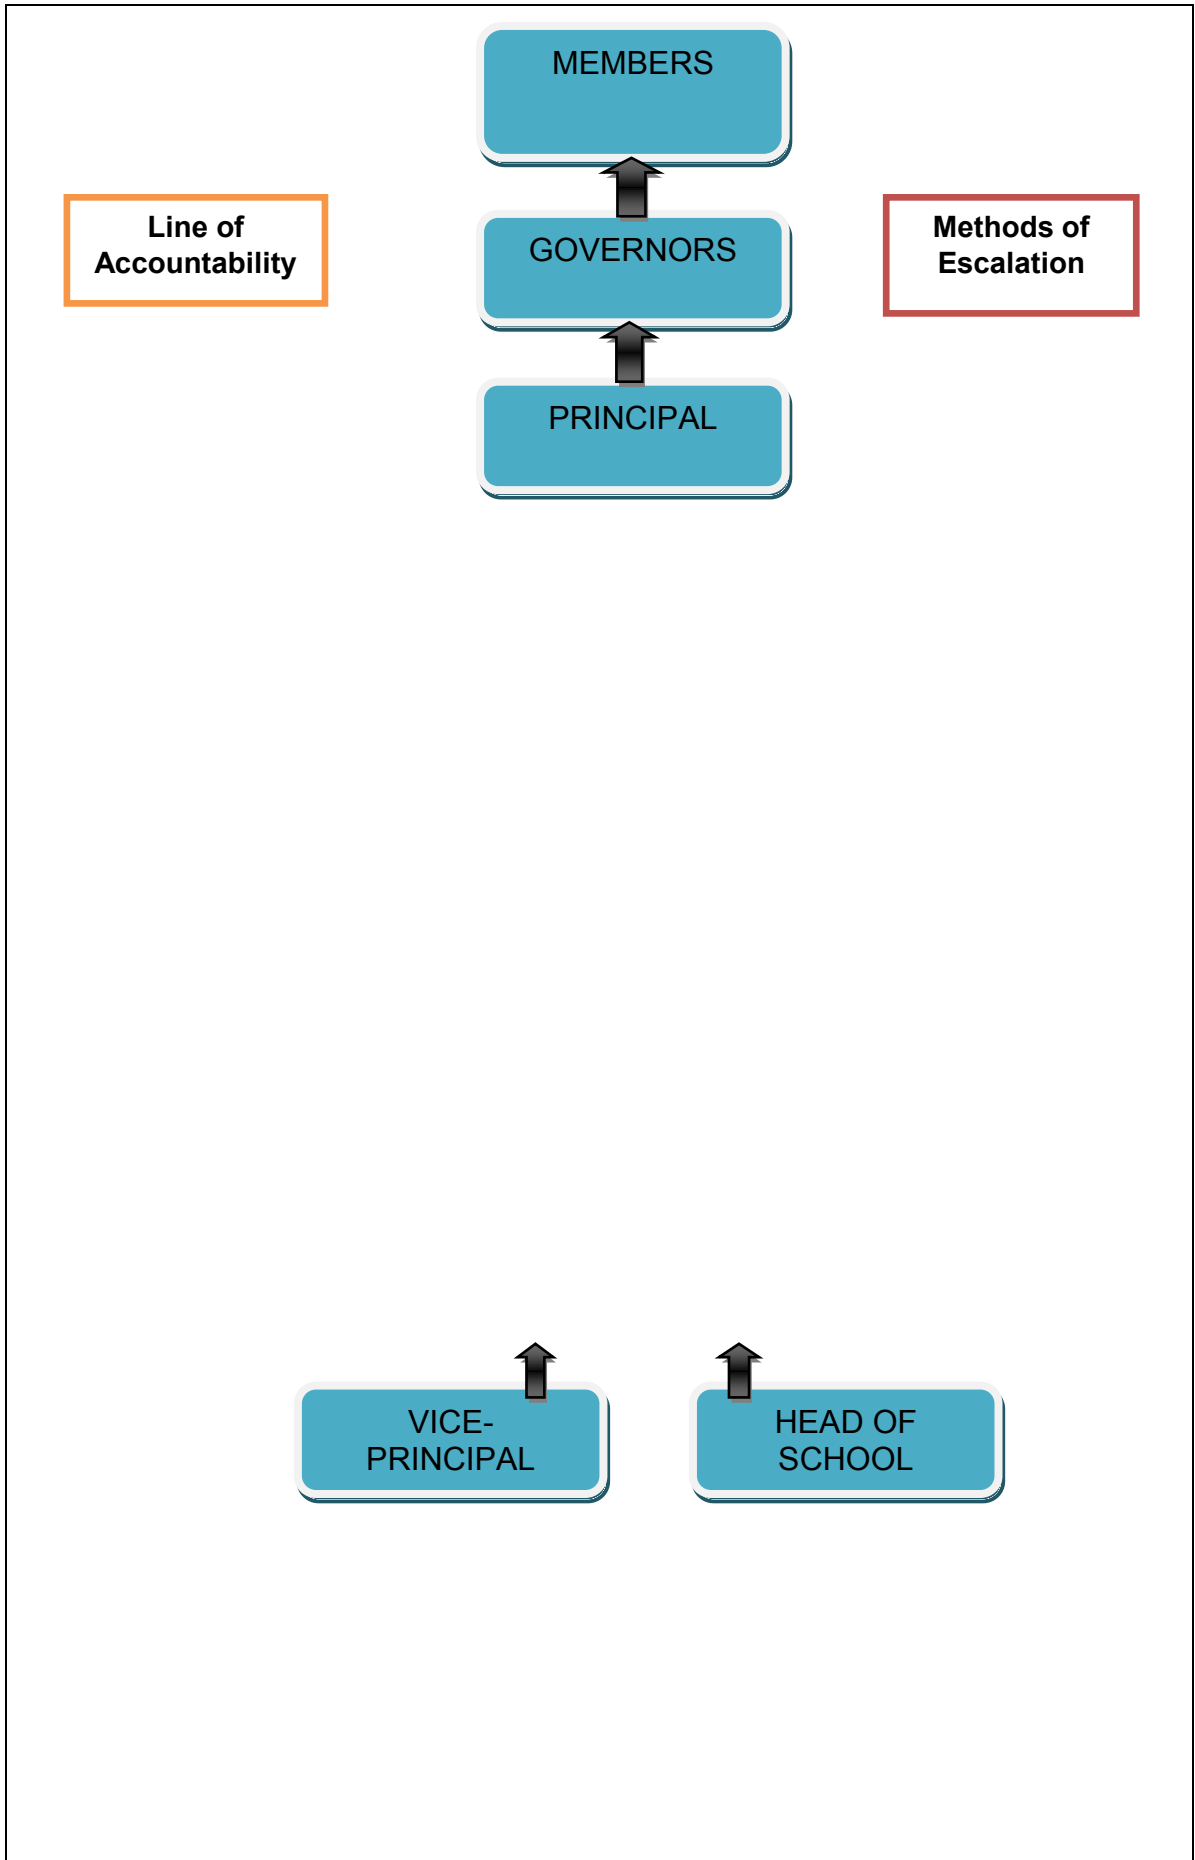 MEMBERS
Line of
Accountability
GOVERNORS
Methods of
Escalation
PRINCIPAL
VICE-
PRINCIPAL
HEAD OF
SCHOOL